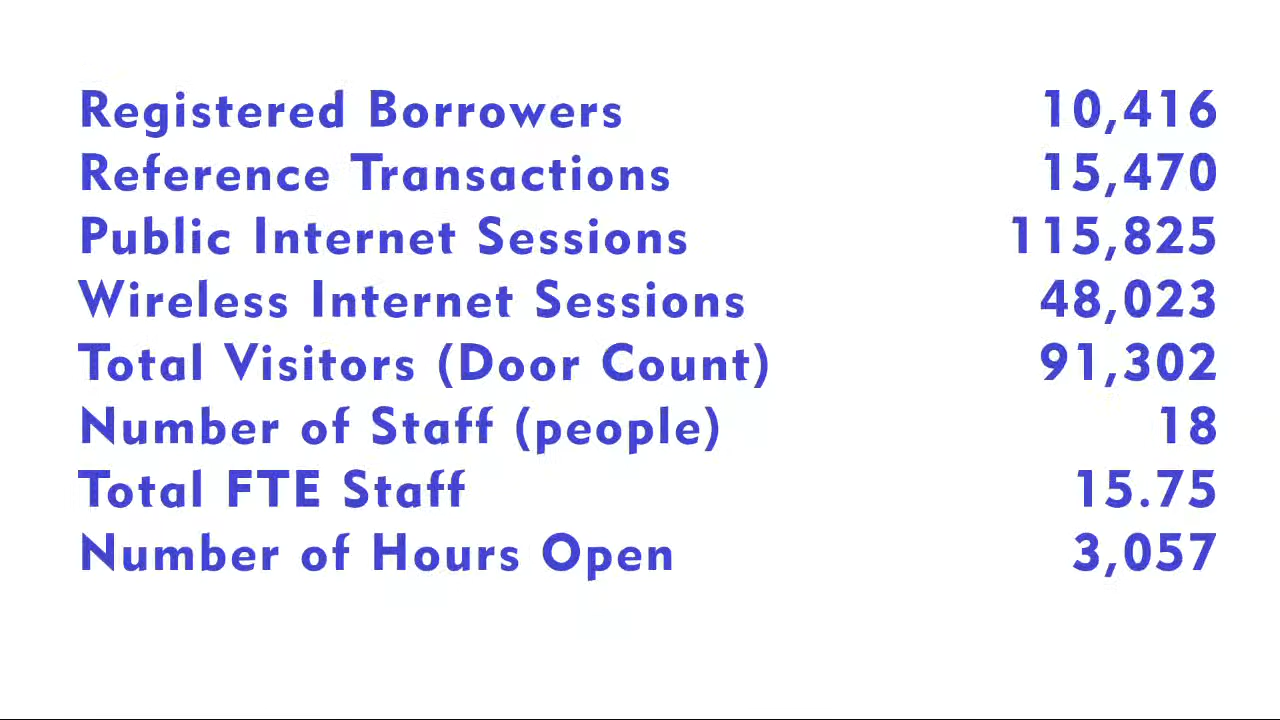 Registered Borrowers 10,416
Reference Transactions 15,470
Public Internet Sessions 115,825
Wireless Internet Sessions 48,023
Total Visitors (Door Count) 91,302
Number of Staff (people) 18
Total FTE Staff 15.75
Number of Hours Open 3,057